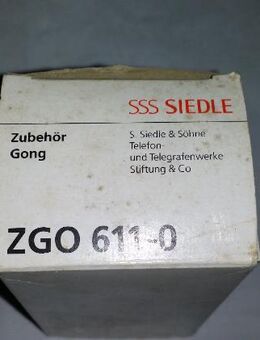 SSS SIEDLE
Zubehör
Gong
S. Siedle & Söhne
Telefon-
und Telegrafenwerke
Stiftung & Co
ZGO 611-0